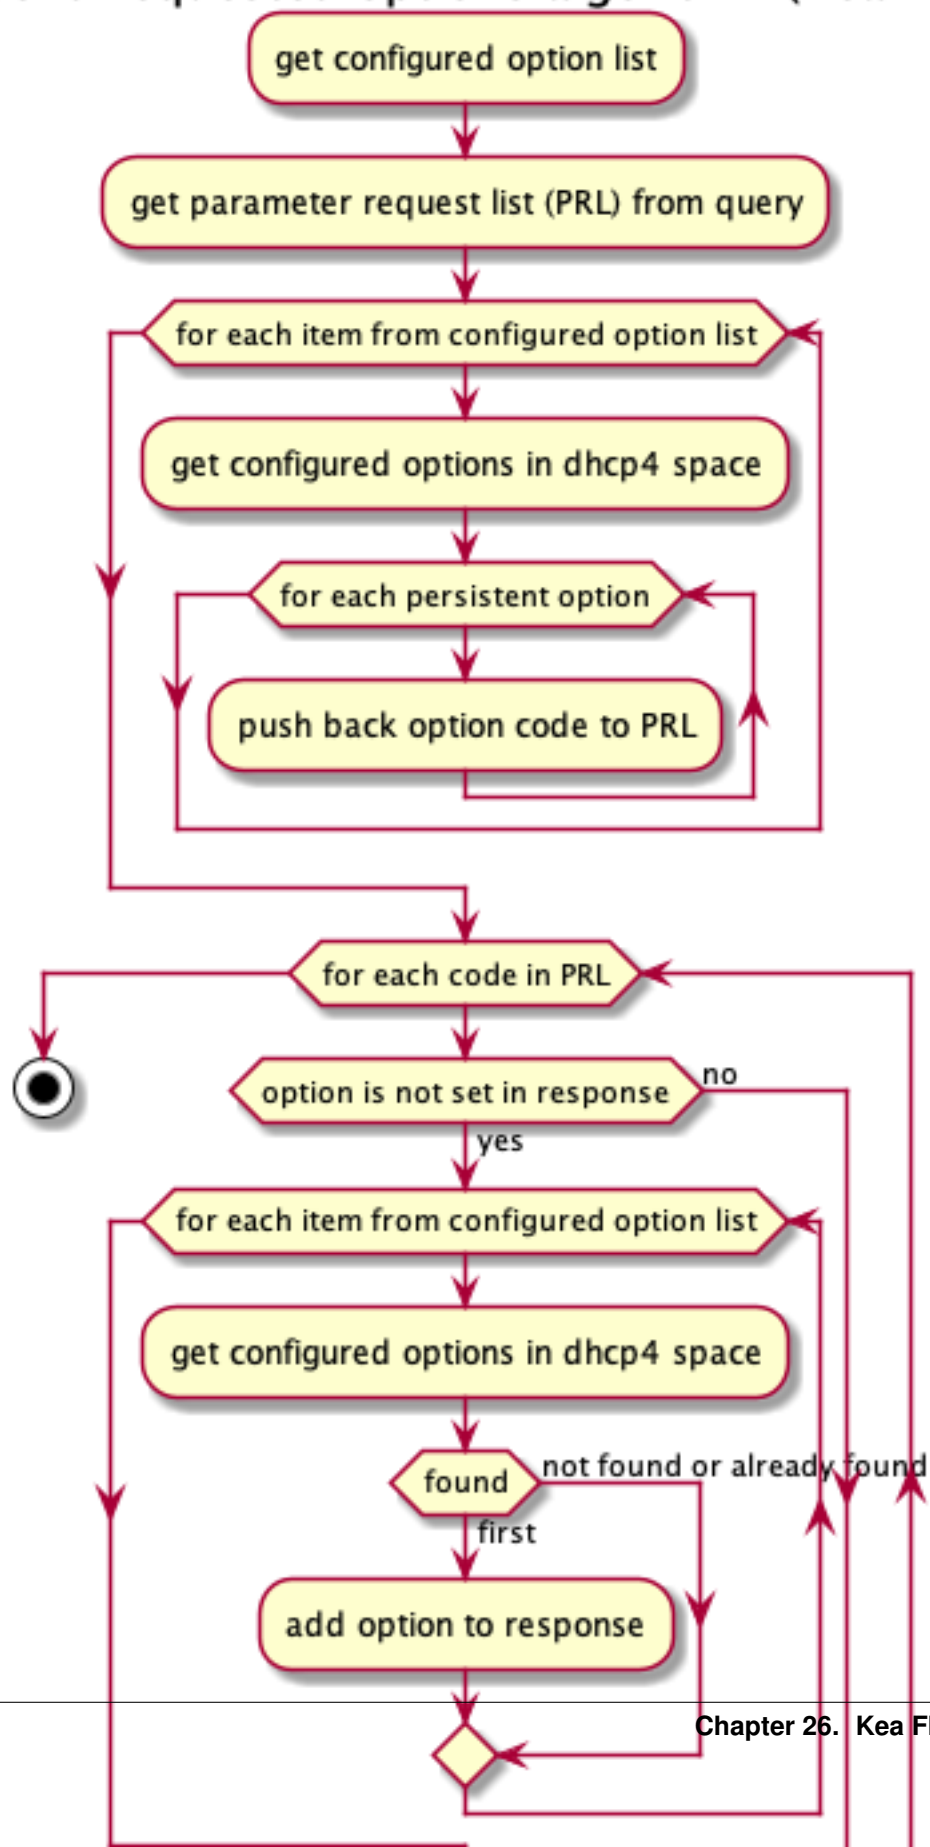 get configured option list
get parameter request list (PRL) from query
for each item from configured option list
get configured options in dhcp4 space
for each persistent option
push back option code to PRL
for each code in PRL
option is not set in response
no
yes
for each item from configured option list
get configured options in dhcp4 space
found
not found or already found
first
add option to response
Chapter 26. Kea